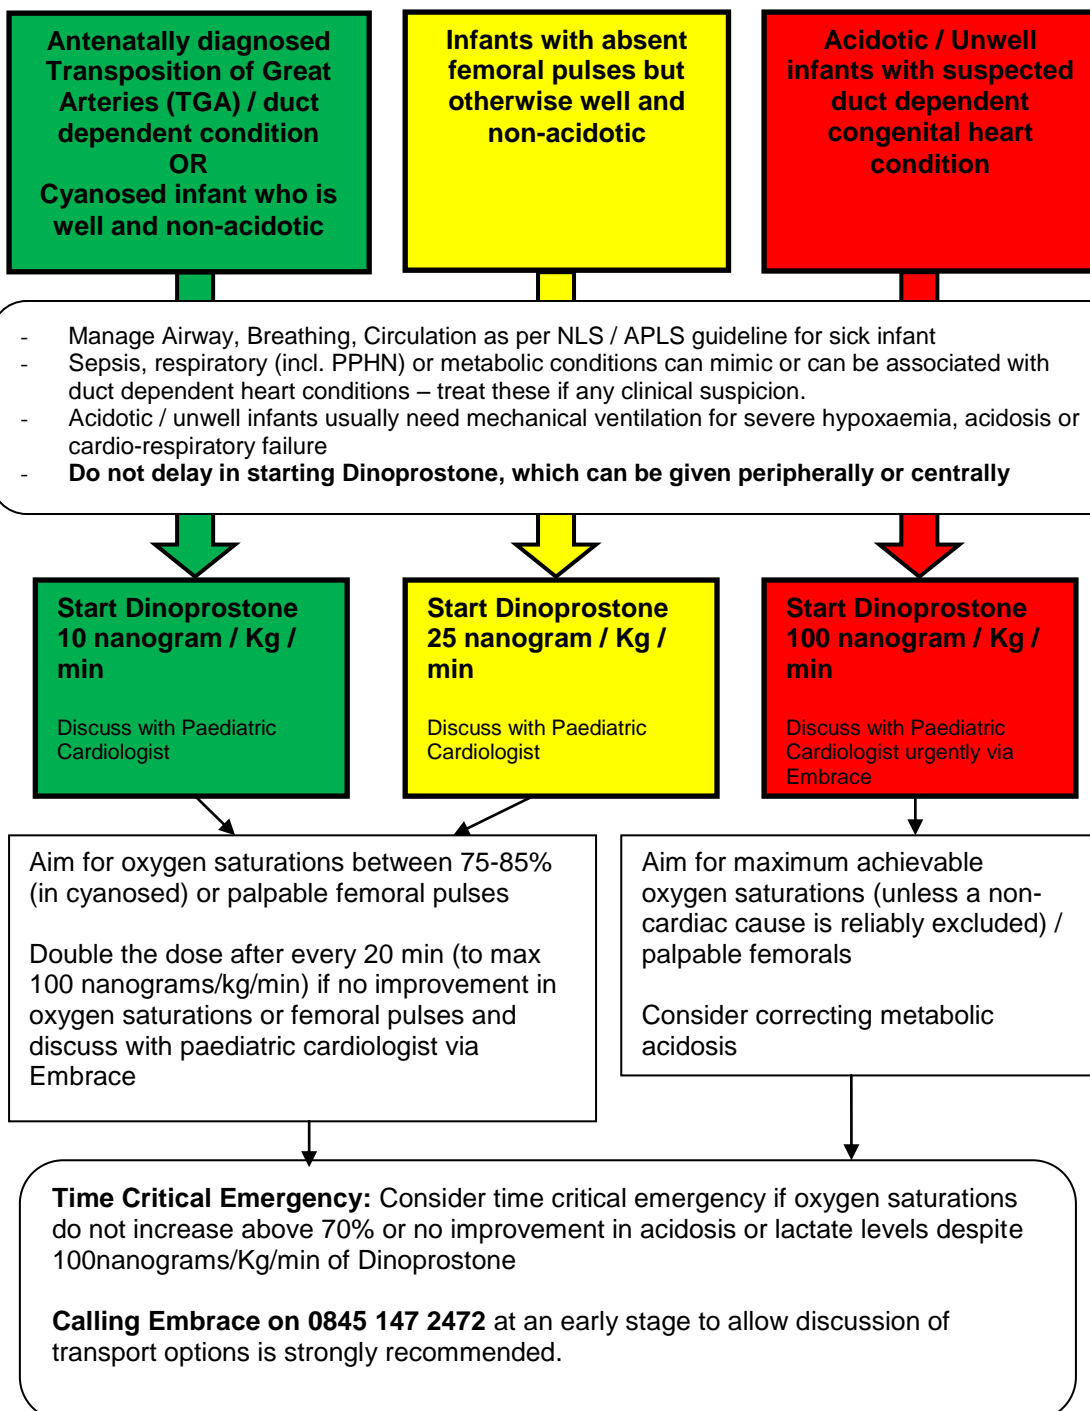 Antenatally diagnosed
Transposition of Great
Arteries (TGA) / duct
dependent condition
OR
Cyanosed infant who is
well and non-acidotic
Infants with absent
femoral pulses but
otherwise well and
non-acidotic
Acidotic / Unwell
infants with suspected
duct dependent
congenital heart
condition
- Manage Airway, Breathing, Circulation as per NLS / APLS guideline for sick infant
- Sepsis, respiratory (incl. PPHN) or metabolic conditions can mimic or can be associated with
duct dependent heart conditions – treat these if any clinical suspicion.
- Acidotic / unwell infants usually need mechanical ventilation for severe hypoxaemia, acidosis or
cardio-respiratory failure
- Do not delay in starting Dinoprostone, which can be given peripherally or centrally
Start Dinoprostone
10 nanogram / Kg /
min
Discuss with Paediatric
Cardiologist
Start Dinoprostone
25 nanogram / Kg /
min
Discuss with Paediatric
Cardiologist
Start Dinoprostone
100 nanogram / Kg /
min
Discuss with Paediatric
Cardiologist urgently via
Embrace
Aim for oxygen saturations between 75-85%
(in cyanosed) or palpable femoral pulses
Double the dose after every 20 min (to max
100 nanograms/kg/min) if no improvement in
oxygen saturations or femoral pulses and
discuss with paediatric cardiologist via
Embrace
Aim for maximum achievable
oxygen saturations (unless a non-
cardiac cause is reliably excluded) /
palpable femorals
Consider correcting metabolic
acidosis
Time Critical Emergency: Consider time critical emergency if oxygen saturations
do not increase above 70% or no improvement in acidosis or lactate levels despite
100nanograms/Kg/min of Dinoprostone
Calling Embrace on 0845 147 2472 at an early stage to allow discussion of
transport options is strongly recommended.